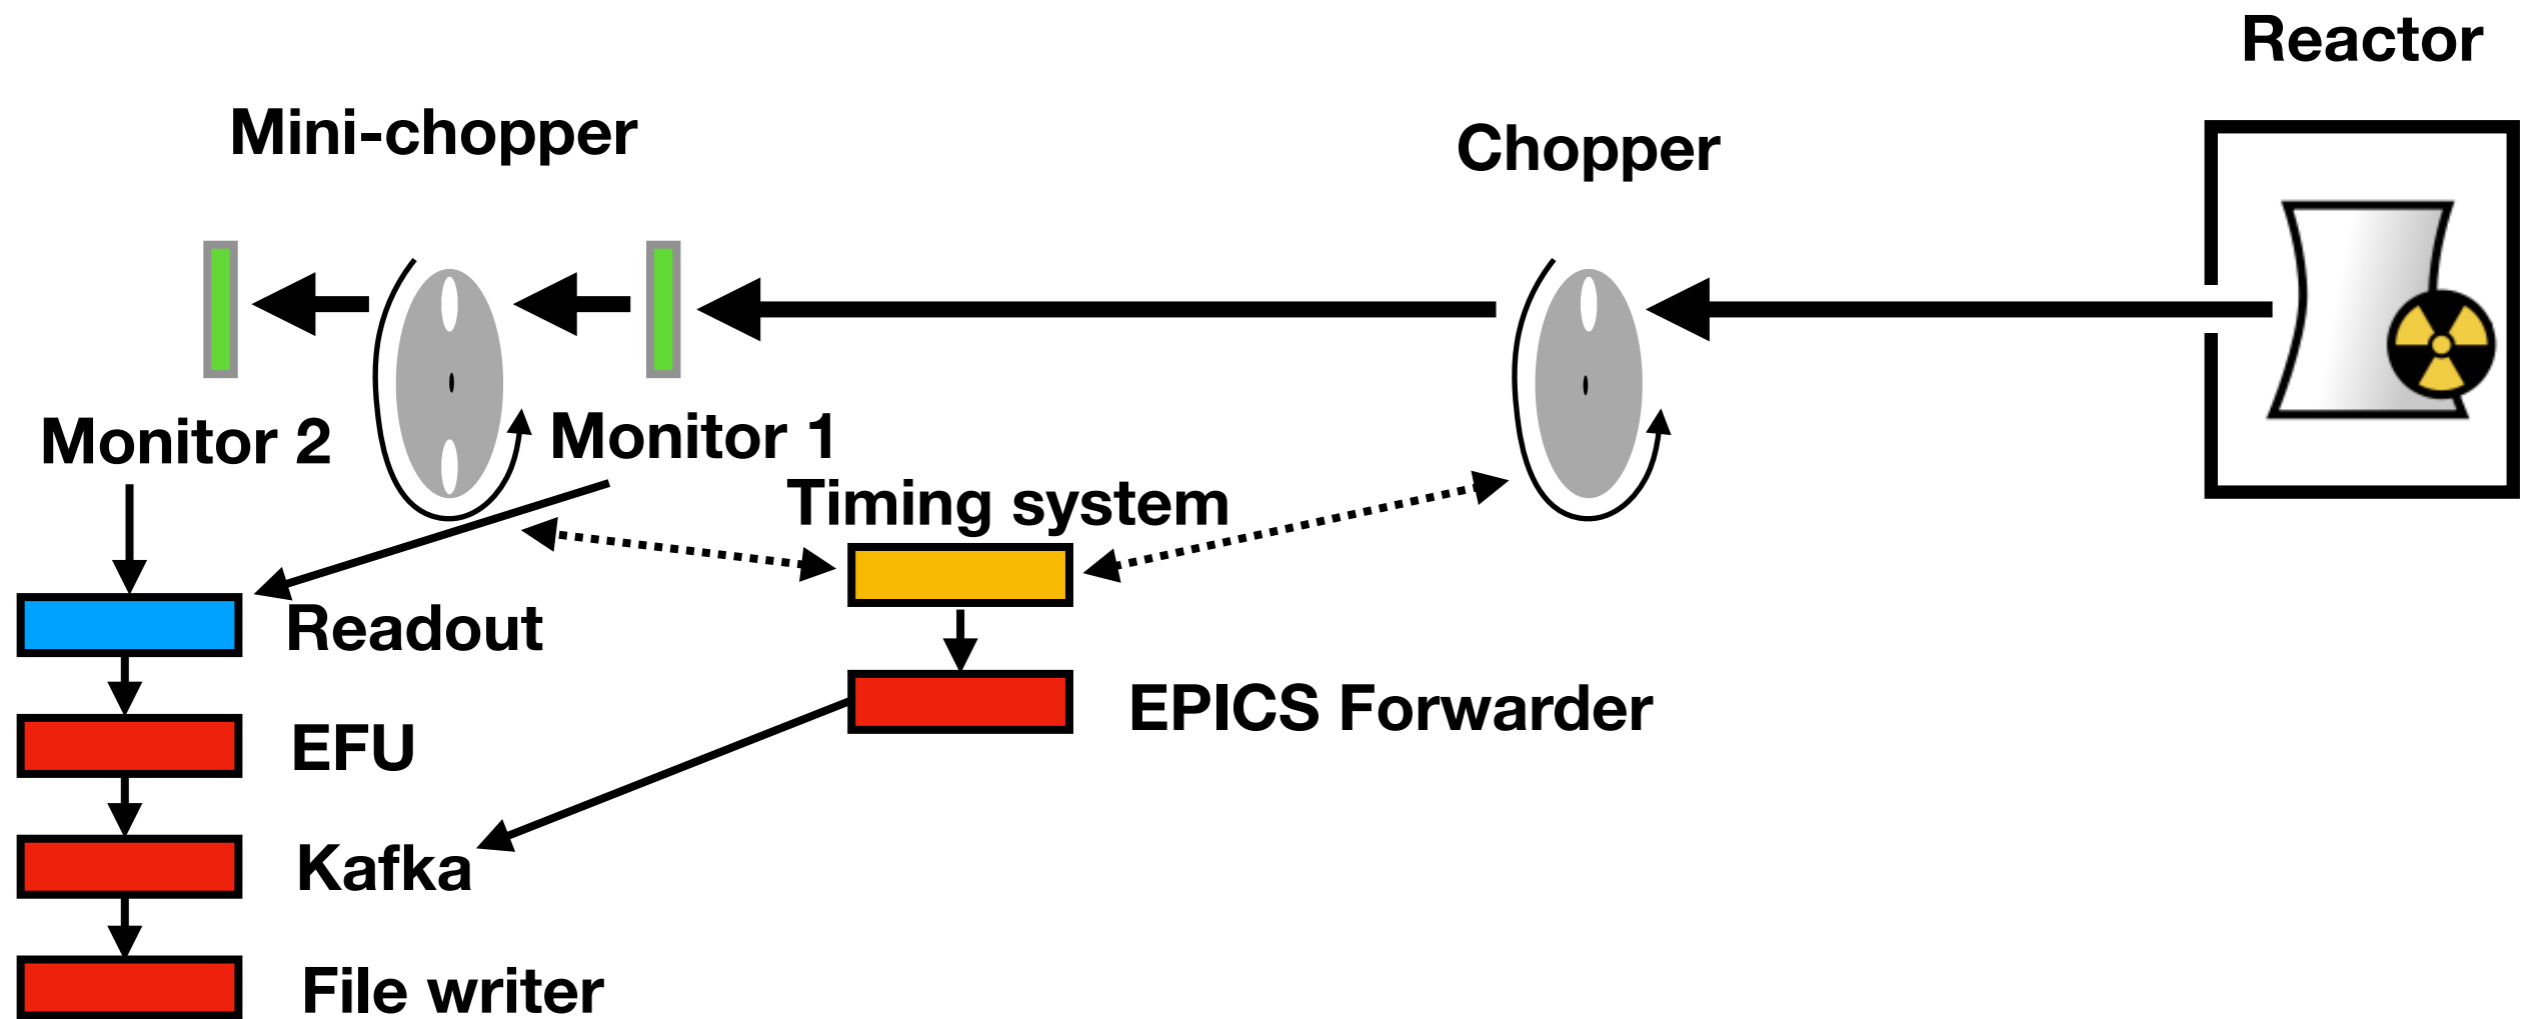 Reactor
Mini-chopper
Chopper
Monitor 2
Monitor 1
Timing system
Readout
EPICS Forwarder
EFU
Kafka
File writer